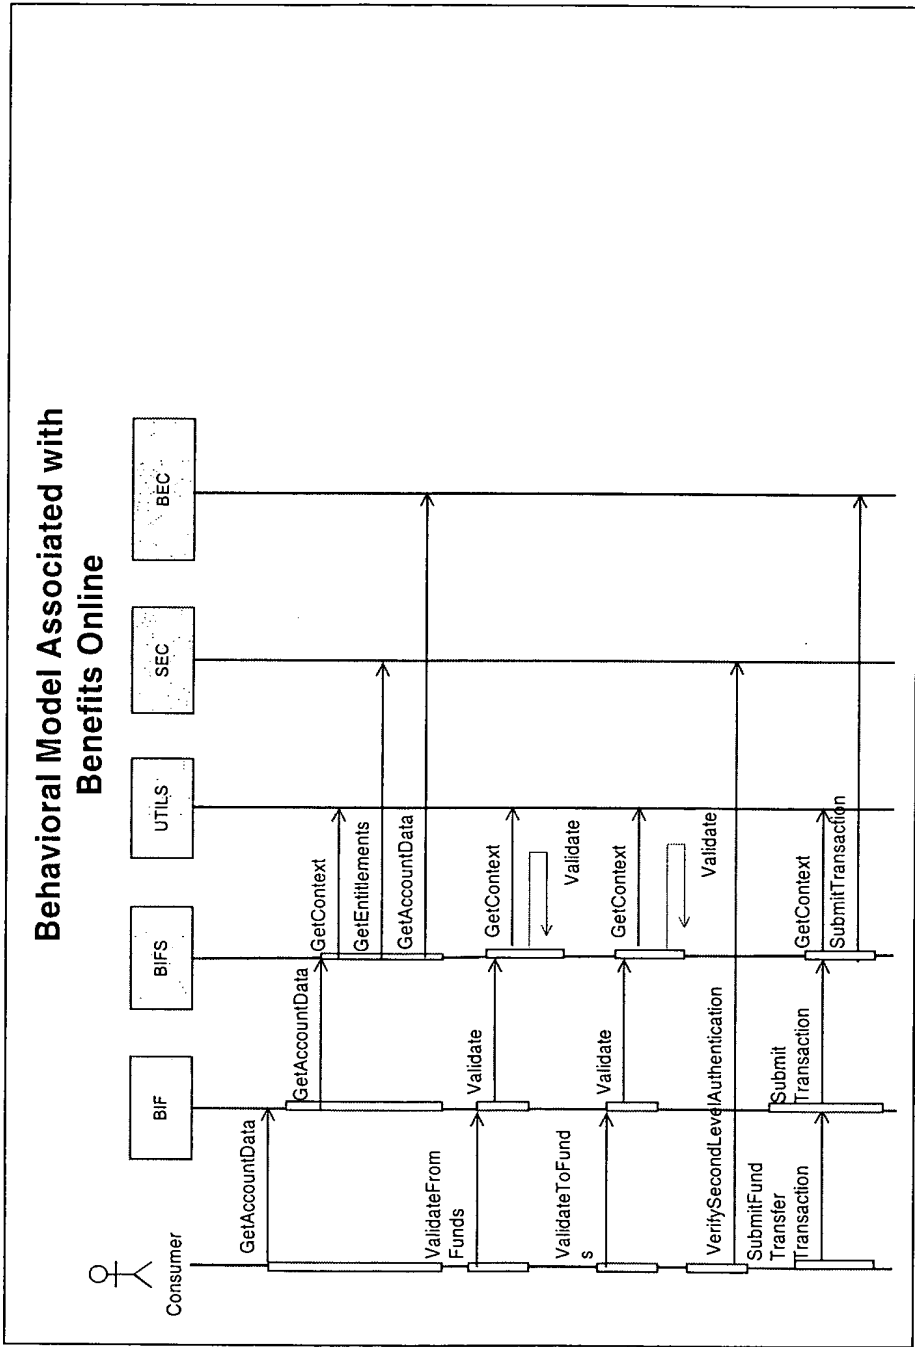 Behavioral Model Associated with
Benefits Online
Consumer
BIF
BIFS
UTILS
SEC
BEC
GetAccountData
GetAccountData
GetContext
GetEntitlements
GetAccountData
ValidateFrom
Funds
Validate
GetContext
Validate
ValidateToFund
s
Validate
GetContext
Validate
VerifySecondLevelAuthentication
SubmitFund
Transfer
Transaction
Submit
Transaction
GetContext
SubmitTransaction